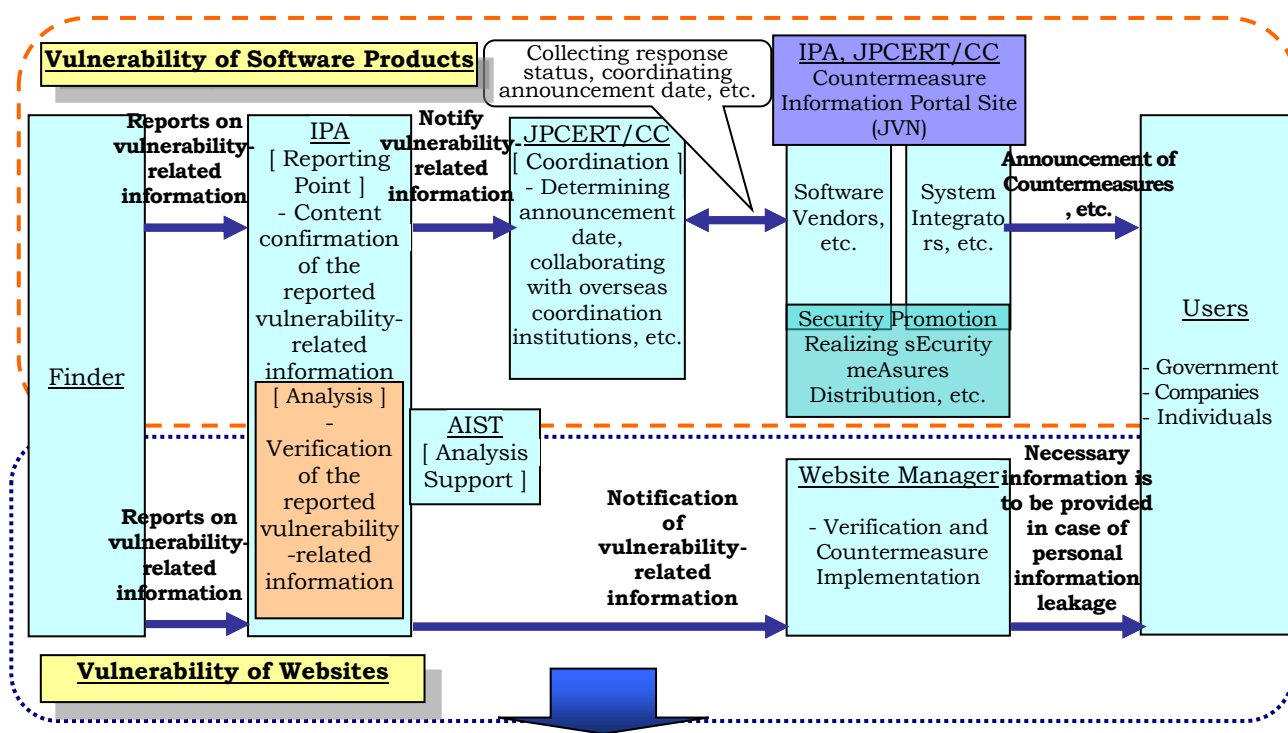 Vulnerability of Software Products
Collecting response
status, coordinating
announcement date, etc.
IPA, JPCERT/CC
Countermeasure
Information Portal Site
(JVN)
Finder
Reports on
vulnerability-
related
information
IPA
[ Reporting
Point ]
- Content
confirmation
of the
reported
vulnerability-
related
information
[ Analysis ]
-
Verification
of the
reported
vulnerability
-related
information
Notify
vulnerability-
related
information
JPCERT/CC
[ Coordination ]
- Determining
announcement
date,
collaborating
with overseas
coordination
institutions, etc.
Software
Vendors,
etc.
System
Integrato
rs, etc.
Security Promotion
Realizing sEcurity
meAsures
Distribution, etc.
Announcement of
Countermeasures
, etc.
Users
- Government
- Companies
- Individuals
AIST
[ Analysis
Support ]
Reports on
vulnerability-
related
information
Notification
of
vulnerability-
related
information
Website Manager
- Verification and
Countermeasure
Implementation
Necessary
information is
to be provided
in case of
personal
information
leakage
Vulnerability of Websites